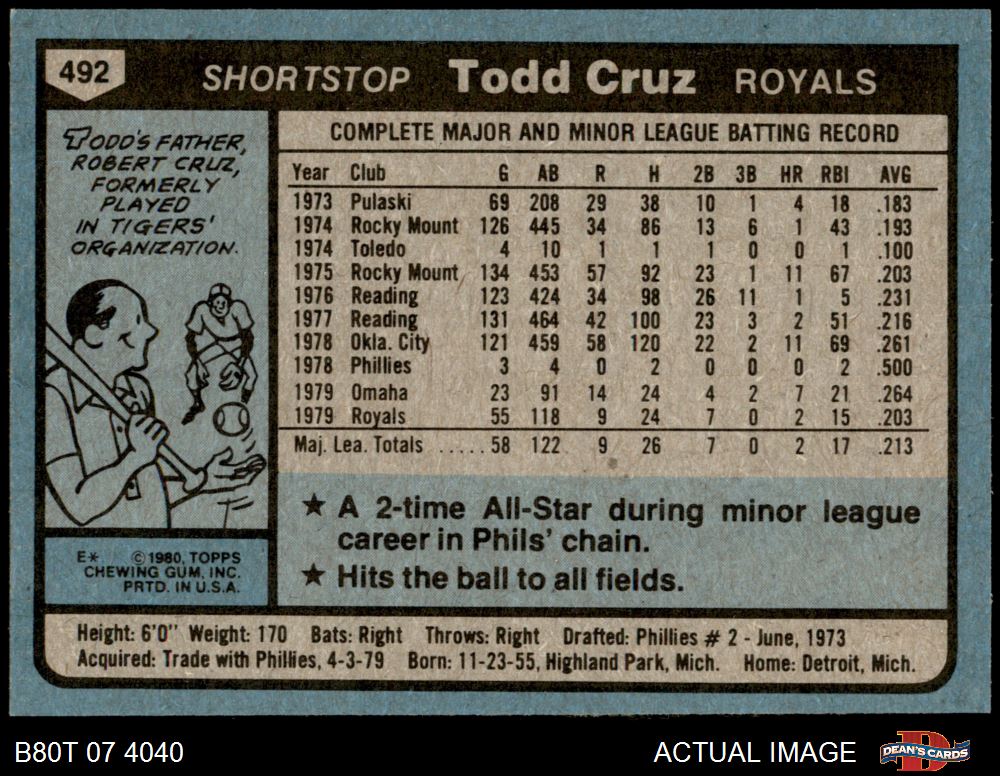 492 SHORTSTOP Todd Cruz ROYALS
TODD'S FATHER,
ROBERT CRUZ,
FORMERLY
PLAYED
IN TIGERS'
ORGANIZATION.
COMPLETE MAJOR AND MINOR LEAGUE BATTING RECORD
Year Club G AB R H 2B 3B HR RBI AVG
1973 Pulaski 69 208 29 38 10 1 4 18 .183
1974 Rocky Mount 126 445 34 86 13 6 1 43 .193
1974 Toledo 4 10 1 1 1 0 0 1 .100
1975 Rocky Mount 134 453 57 92 23 1 11 67 .203
1976 Reading 123 424 34 98 26 11 1 5 .231
1977 Reading 131 464 42 100 23 3 2 51 .216
1978 Okla. City 121 459 58 120 22 2 11 69 .261
1978 Phillies 3 4 0 2 0 0 0 2 .500
1979 Omaha 23 91 14 24 4 2 7 21 .264
1979 Royals 55 118 9 24 7 0 2 15 .203
Maj. Lea. Totals ..... 58 122 9 26 7 0 2 17 .213
★ A 2-time All-Star during minor league
career in Phils' chain.
★ Hits the ball to all fields.
E* ©1980, TOPPS
CHEWING GUM, INC.
PRTD. IN U.S.A.
Height: 6'0" Weight: 170 Bats: Right Throws: Right Drafted: Phillies # 2 - June, 1973
Acquired: Trade with Phillies, 4-3-79 Born: 11-23-55, Highland Park, Mich. Home: Detroit, Mich.
B80T 07 4040 ACTUAL IMAGE DEAN'S CARDS